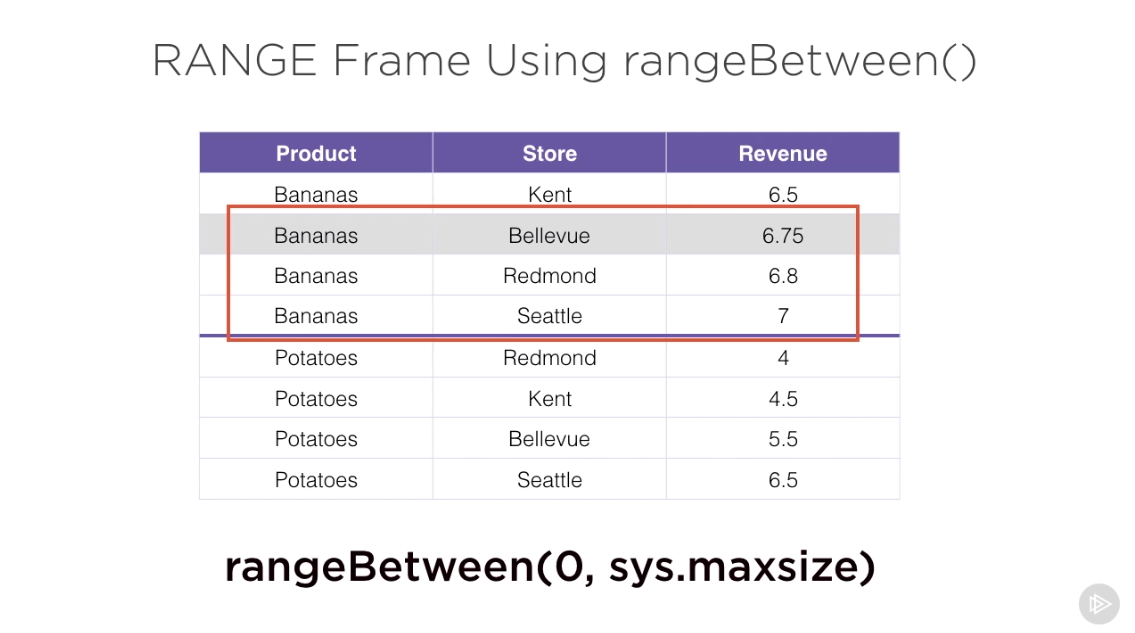 RANGE Frame Using rangeBetween()
Product Store Revenue
Bananas Kent 6.5
Bananas Bellevue 6.75
Bananas Redmond 6.8
Bananas Seattle 7
Potatoes Redmond 4
Potatoes Kent 4.5
Potatoes Bellevue 5.5
Potatoes Seattle 6.5
rangeBetween(0, sys.maxsize)